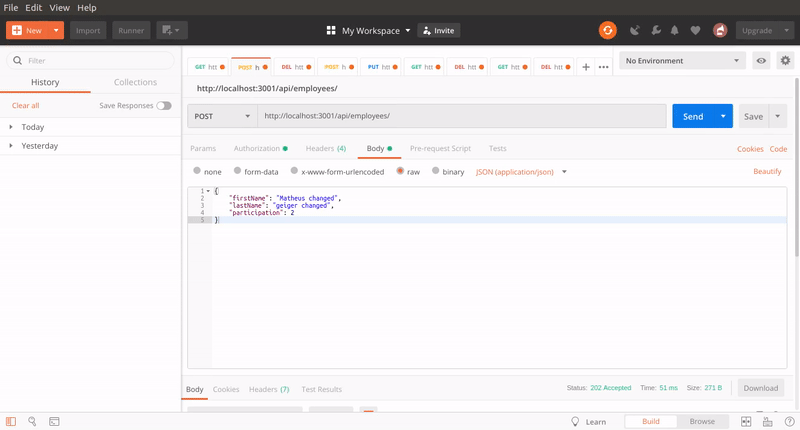 File Edit View Help
New Import Runner My Workspace Invite Upgrade
Filter
History Collections
Clear all Save Responses
Today
Yesterday
GET htt POST h DEL htt POST h PUT htt GET htt DEL htt GET htt DEL htt + •••
No Environment
http://localhost:3001/api/employees/
POST http://localhost:3001/api/employees/ Send Save
Params Authorization Headers (4) Body Pre-request Script Tests Cookies Code
none form-data x-www-form-urlencoded raw binary JSON (application/json) Beautify
1 {
2 "firstName": "Matheus changed",
3 "lastName": "geiger changed",
4 "participation": 2
5 }
Body Cookies Headers (7) Test Results Status: 202 Accepted Time: 51 ms Size: 271 B Download
Learn Build Browse